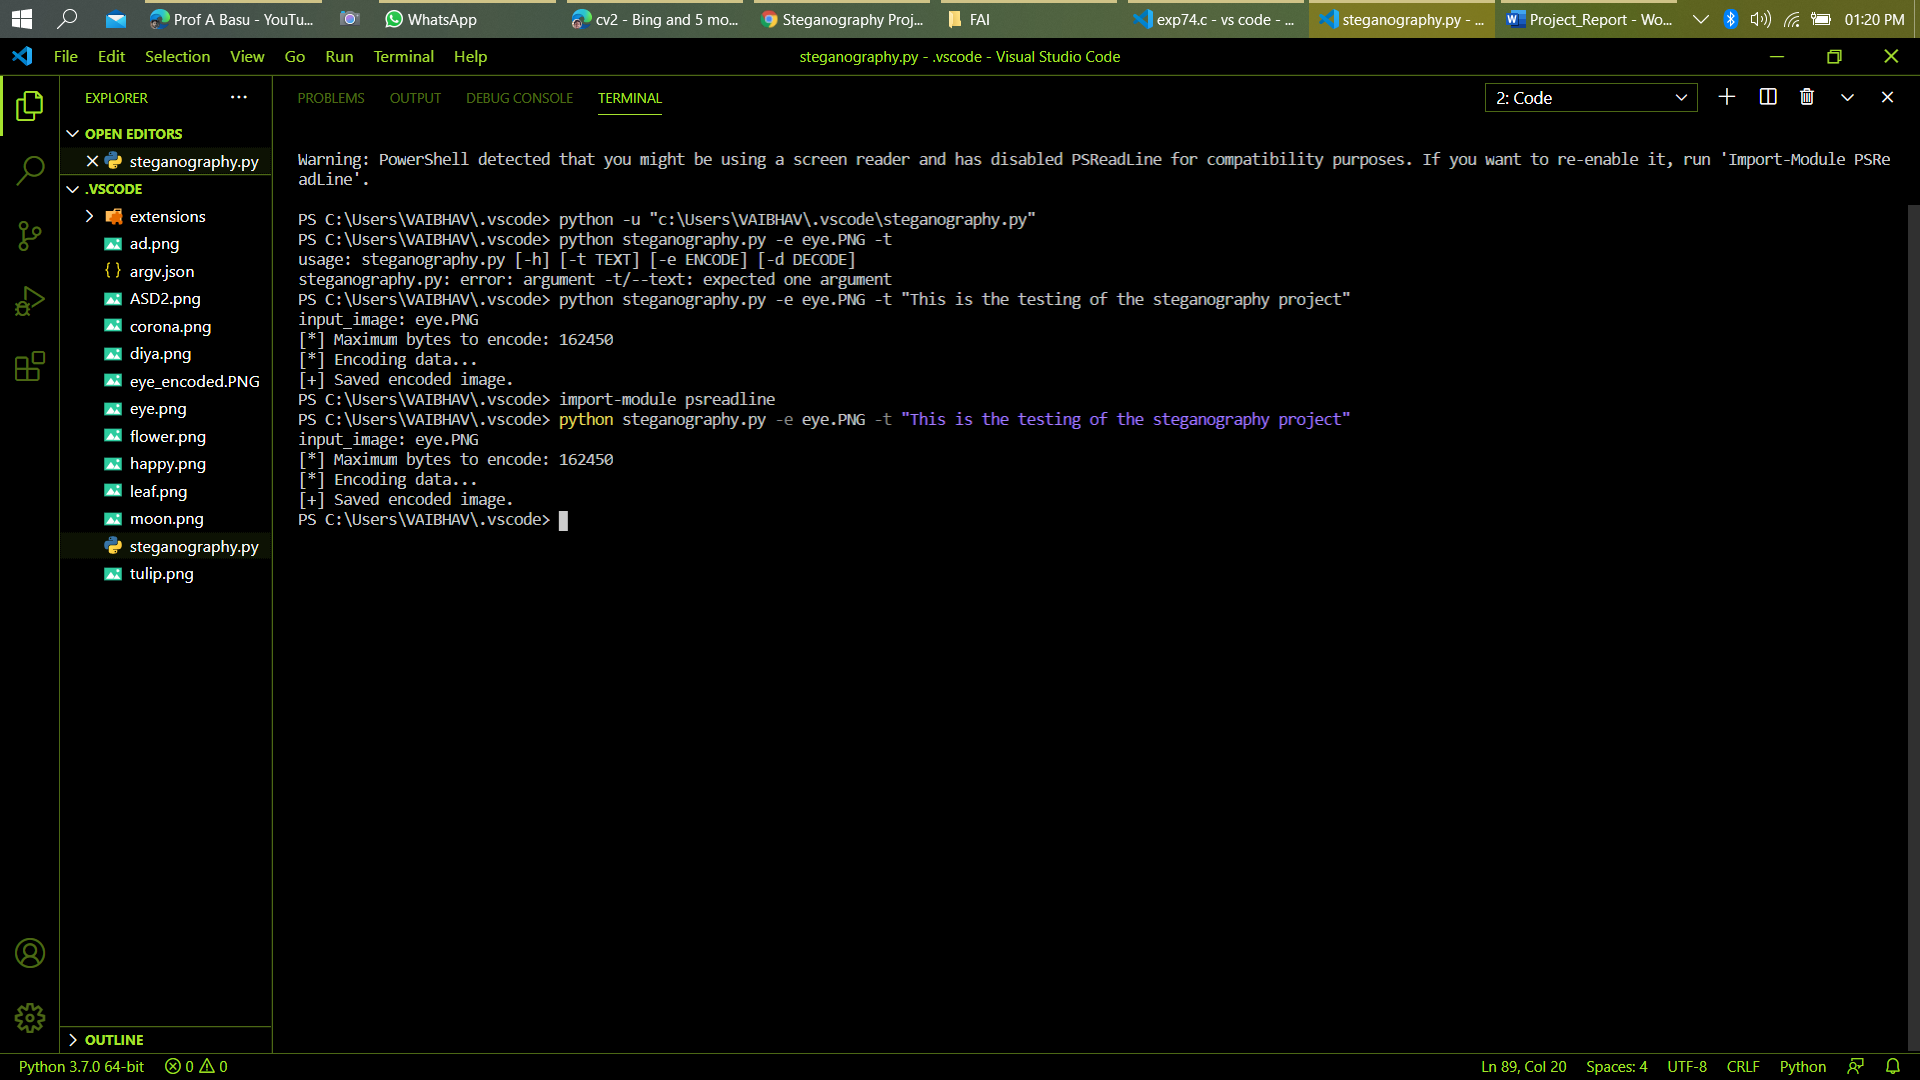 Prof A Basu - YouTu...
WhatsApp
cv2 - Bing and 5 mo...
Steganography Proj...
FAI
exp74.c - vs code - ...
steganography.py - ...
Project_Report - Wo...
01:20 PM
File Edit Selection View Go Run Terminal Help
steganography.py - .vscode - Visual Studio Code
EXPLORER
OPEN EDITORS
steganography.py
.VSCODE
extensions
ad.png
argv.json
ASD2.png
corona.png
diya.png
eye_encoded.PNG
eye.png
flower.png
happy.png
leaf.png
moon.png
steganography.py
tulip.png
OUTLINE
PROBLEMS OUTPUT DEBUG CONSOLE TERMINAL
2: Code
Warning: PowerShell detected that you might be using a screen reader and has disabled PSReadLine for compatibility purposes. If you want to re-enable it, run 'Import-Module PSRe
adLine'.
PS C:\Users\VAIBHAV\.vscode> python -u "c:\Users\VAIBHAV\.vscode\steganography.py"
PS C:\Users\VAIBHAV\.vscode> python steganography.py -e eye.PNG -t
usage: steganography.py [-h] [-t TEXT] [-e ENCODE] [-d DECODE]
steganography.py: error: argument -t/--text: expected one argument
PS C:\Users\VAIBHAV\.vscode> python steganography.py -e eye.PNG -t "This is the testing of the steganography project"
input_image: eye.PNG
[*] Maximum bytes to encode: 162450
[*] Encoding data...
[+] Saved encoded image.
PS C:\Users\VAIBHAV\.vscode> import-module psreadline
PS C:\Users\VAIBHAV\.vscode> python steganography.py -e eye.PNG -t "This is the testing of the steganography project"
input_image: eye.PNG
[*] Maximum bytes to encode: 162450
[*] Encoding data...
[+] Saved encoded image.
PS C:\Users\VAIBHAV\.vscode>
Python 3.7.0 64-bit 0 0
Ln 89, Col 20 Spaces: 4 UTF-8 CRLF Python